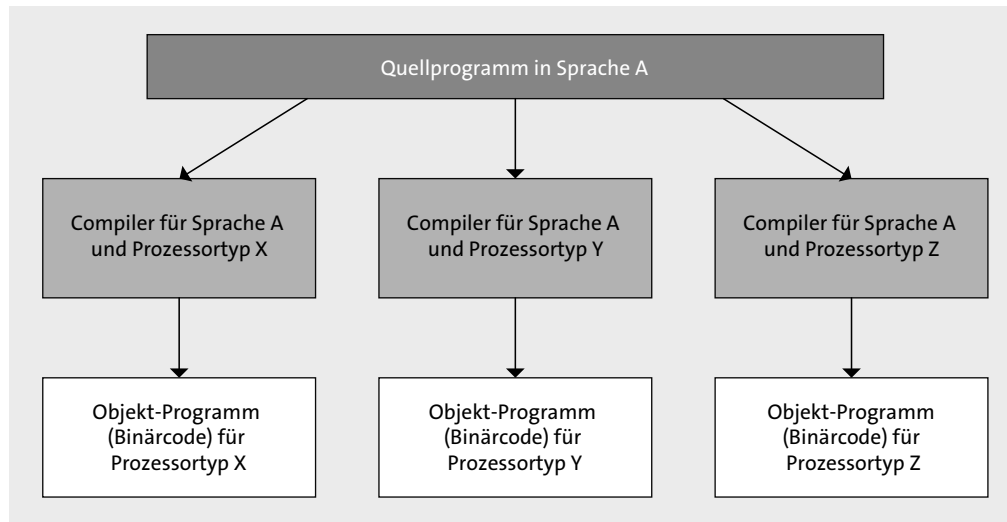 Quellprogramm in Sprache A
Compiler für Sprache A
und Prozessortyp X
Compiler für Sprache A
und Prozessortyp Y
Compiler für Sprache A
und Prozessortyp Z
Objekt-Programm
(Binärcode) für
Prozessortyp X
Objekt-Programm
(Binärcode) für
Prozessortyp Y
Objekt-Programm
(Binärcode) für
Prozessortyp Z